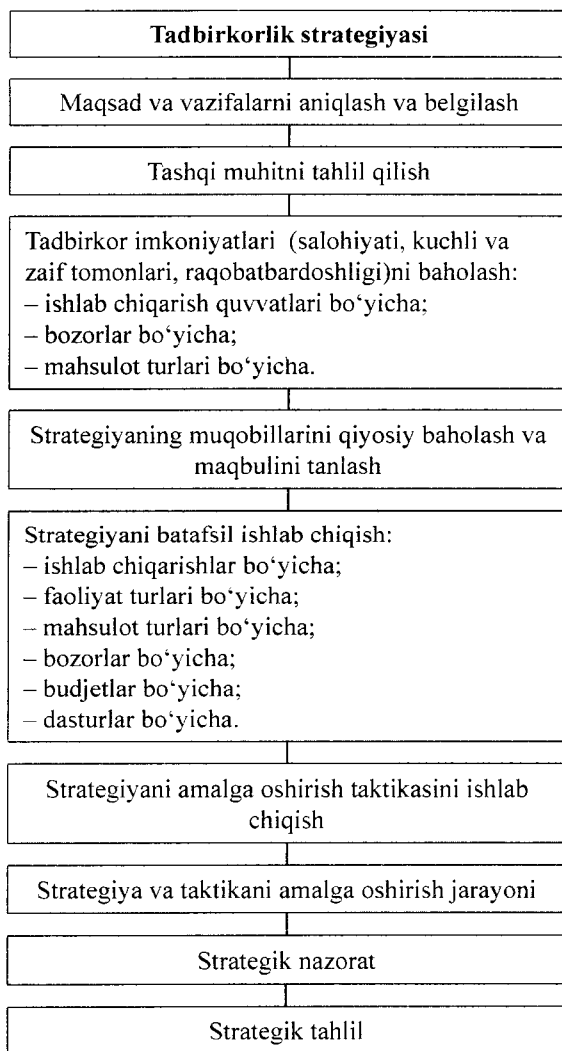 Tadbirkorlik strategiyasi
Maqsad va vazifalarni aniqlash va belgilash
Tashqi muhitni tahlil qilish
Tadbirkor imkoniyatlari (salohiyati, kuchli va
zaif tomonlari, raqobatbardoshligi)ni baholash:
– ishlab chiqarish quvvatlari bo‘yicha;
– bozorlar bo‘yicha;
– mahsulot turlari bo‘yicha.
Strategiyaning muqobillarini qiyosiy baholash va
maqbulini tanlash
Strategiyani batafsil ishlab chiqish:
– ishlab chiqarishlar bo‘yicha;
– faoliyat turlari bo‘yicha;
– mahsulot turlari bo‘yicha;
– bozorlar bo‘yicha;
– budjetlar bo‘yicha;
– dasturlar bo‘yicha.
Strategiyani amalga oshirish taktikasini ishlab
chiqish
Strategiya va taktikani amalga oshirish jarayoni
Strategik nazorat
Strategik tahlil